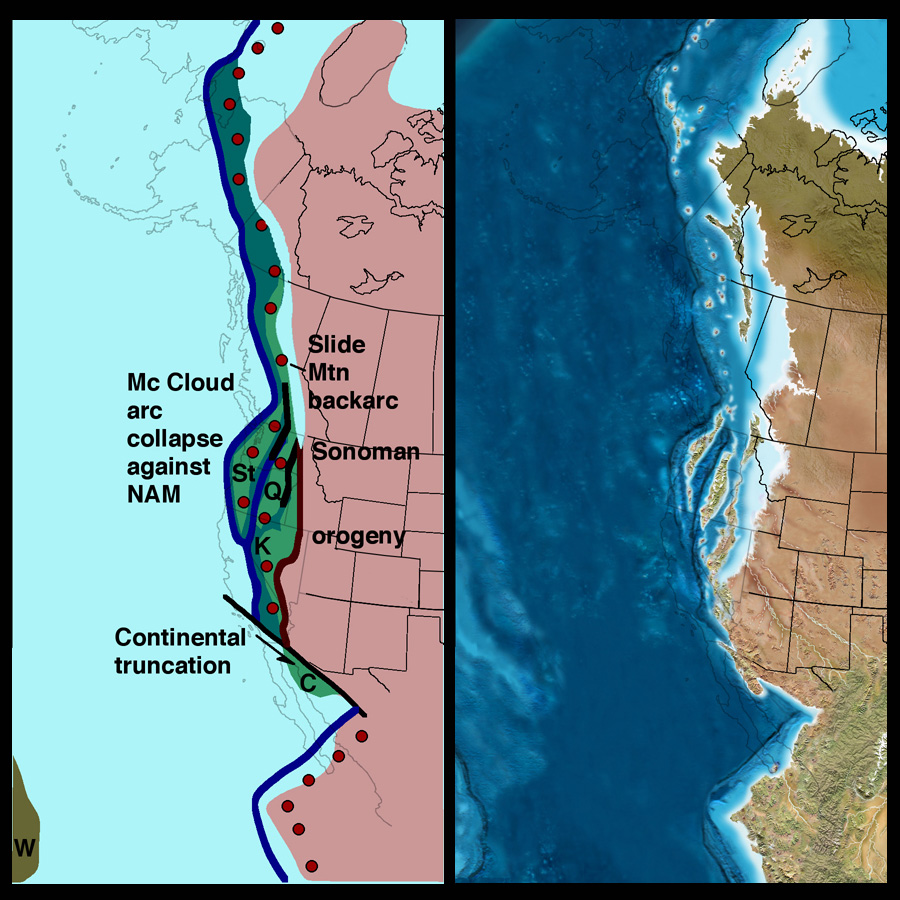 Slide
Mtn
backarc
Mc Cloud
arc
collapse
against
NAM
Sonoman
St
Q
orogeny
K
Continental
truncation
C
W